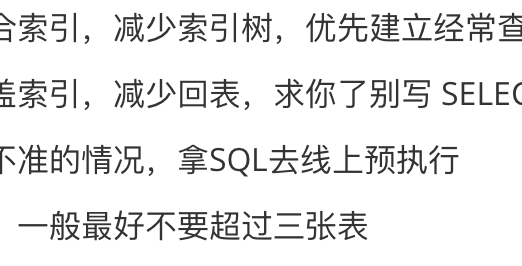 合索引，减少索引树，优先建立经常查
盖索引，减少回表，求你了别写 SELEC
不准的情况，拿SQL去线上预执行
，一般最好不要超过三张表